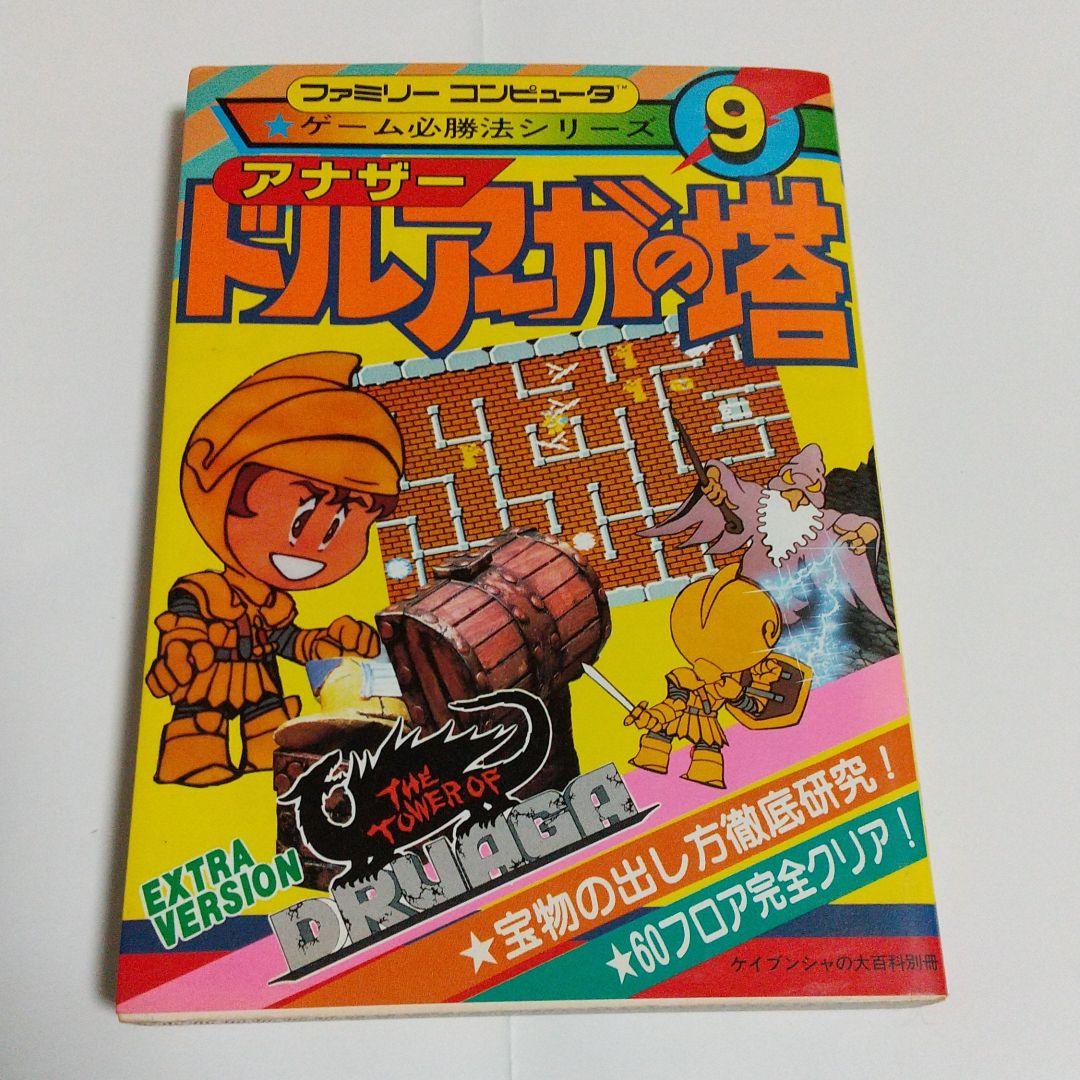 ファミリー コンピュータ™
★ゲーム必勝法シリーズ
9
アナザー
ドルアーガの塔
THE
TOWER OF
DRUAGA
EXTRA
VERSION
★宝物の出し方徹底研究!
★60フロア完全クリア!
ケイブンシャの大百科別冊